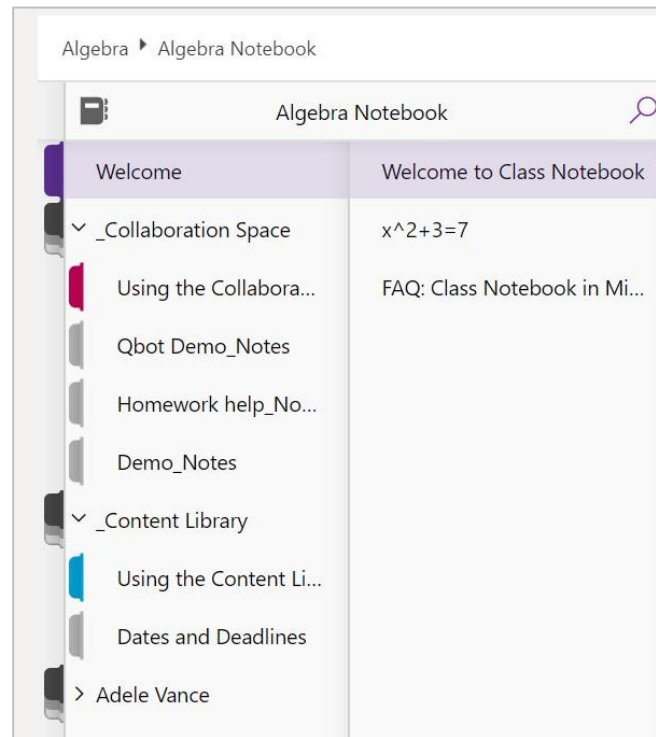 Algebra Algebra Notebook
Algebra Notebook
Welcome
_Collaboration Space
Using the Collabora...
Qbot Demo_Notes
Homework help_No...
Demo_Notes
_Content Library
Using the Content Li...
Dates and Deadlines
Adele Vance
Welcome to Class Notebook
x^2+3=7
FAQ: Class Notebook in Mi...